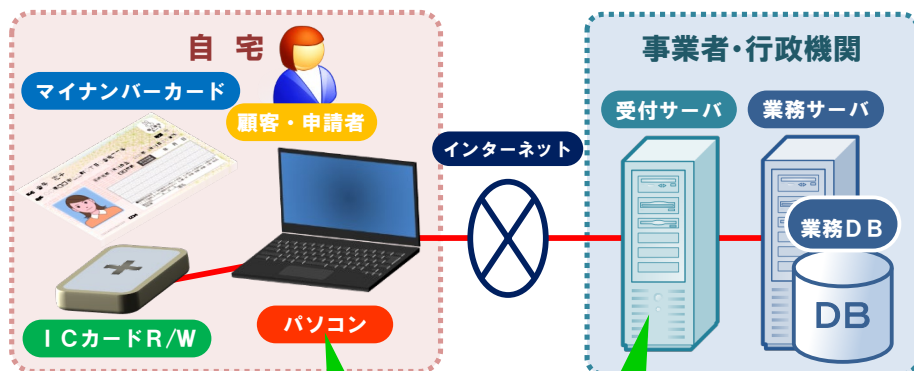 自 宅
マイナンバーカード
顧客・申請者
ICカードR/W
パソコン
インターネット
事業者・行政機関
受付サーバ
業務サーバ
業務DB
DB